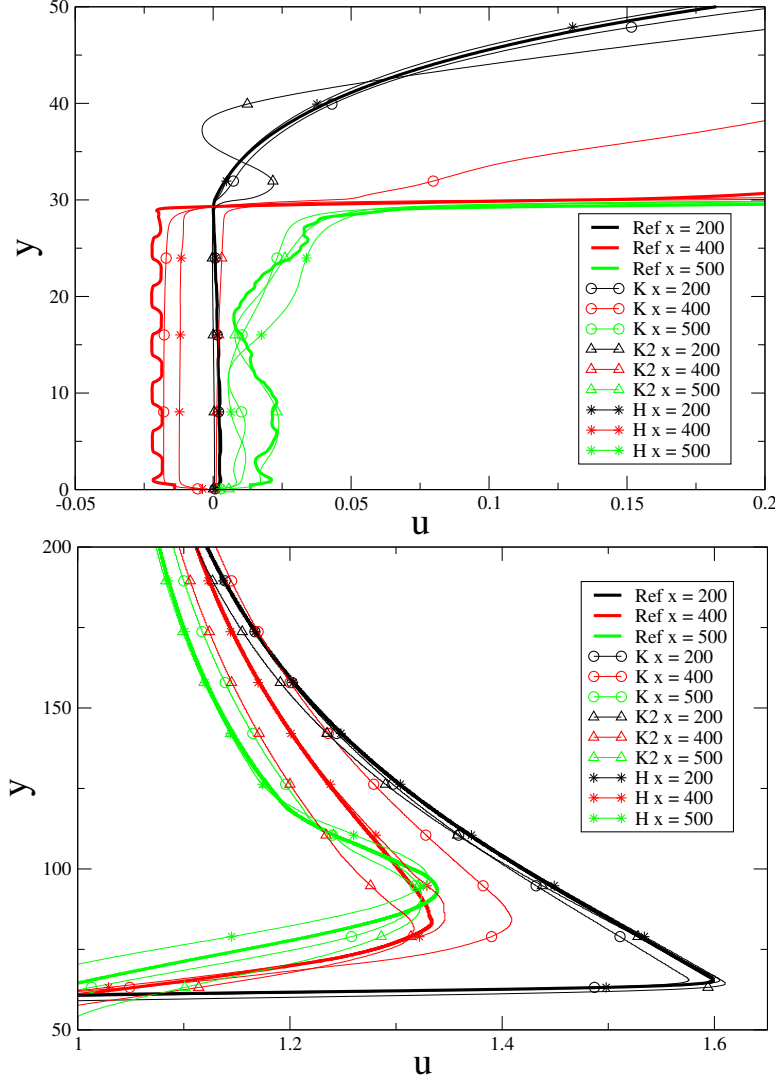 50
40
30
20
10
0
y
Ref x = 200
Ref x = 400
Ref x = 500
K x = 200
K x = 400
K x = 500
K2 x = 200
K2 x = 400
K2 x = 500
H x = 200
H x = 400
H x = 500
-0.05 0 0.05 0.1 0.15 0.2
u
200
150
100
50
y
Ref x = 200
Ref x = 400
Ref x = 500
K x = 200
K x = 400
K x = 500
K2 x = 200
K2 x = 400
K2 x = 500
H x = 200
H x = 400
H x = 500
1 1.2 1.4 1.6
u